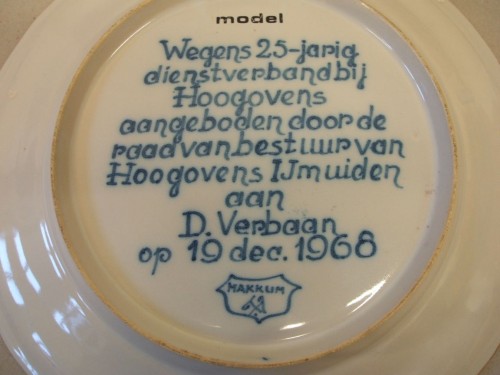 model
Wegens 25-jarig
dienstverband bij
Hoogovens
aangeboden door de
raad van bestuur van
Hoogovens IJmuiden
aan
D. Verbaan
op 19 dec. 1968
MAKKUM